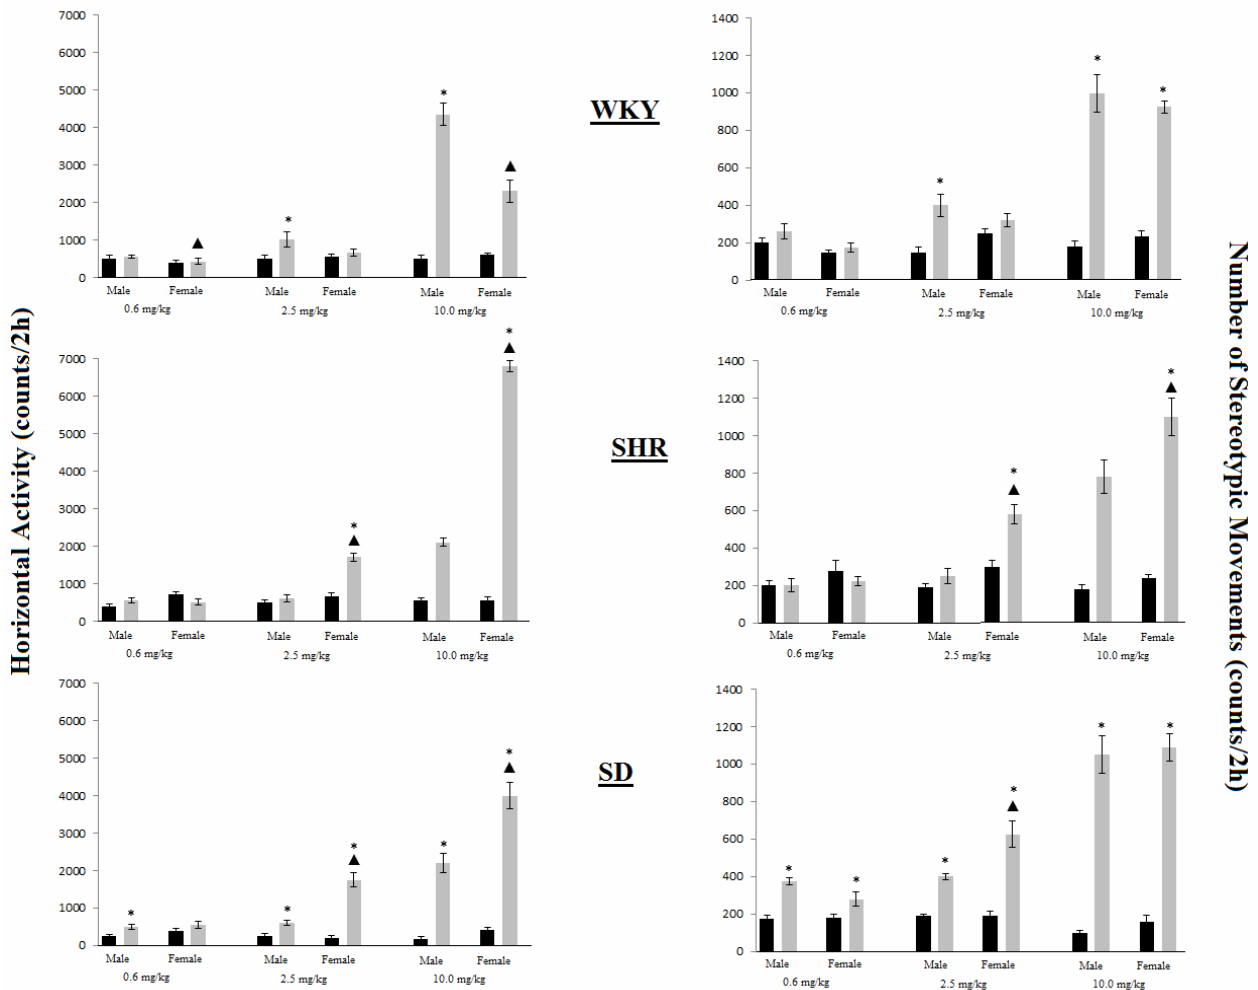 Horizontal Activity (counts/2h)
Number of Stereotypic Movements (counts/2h)
WKY
7000
6000
5000
4000
3000
2000
1000
0
* * ▲ ▲
Male Female Male Female Male Female
0.6 mg/kg 2.5 mg/kg 10.0 mg/kg
1400
1200
1000
800
600
400
200
0
* * *
Male Female Male Female Male Female
0.6 mg/kg 2.5 mg/kg 10.0 mg/kg
SHR
7000
6000
5000
4000
3000
2000
1000
0
* ▲ * ▲
Male Female Male Female Male Female
0.6 mg/kg 2.5 mg/kg 10.0 mg/kg
1400
1200
1000
800
600
400
200
0
* ▲ * ▲
Male Female Male Female Male Female
0.6 mg/kg 2.5 mg/kg 10.0 mg/kg
SD
7000
6000
5000
4000
3000
2000
1000
0
* * * ▲ * * ▲
Male Female Male Female Male Female
0.6 mg/kg 2.5 mg/kg 10.0 mg/kg
1400
1200
1000
800
600
400
200
0
* * * * ▲ * *
Male Female Male Female Male Female
0.6 mg/kg 2.5 mg/kg 10.0 mg/kg